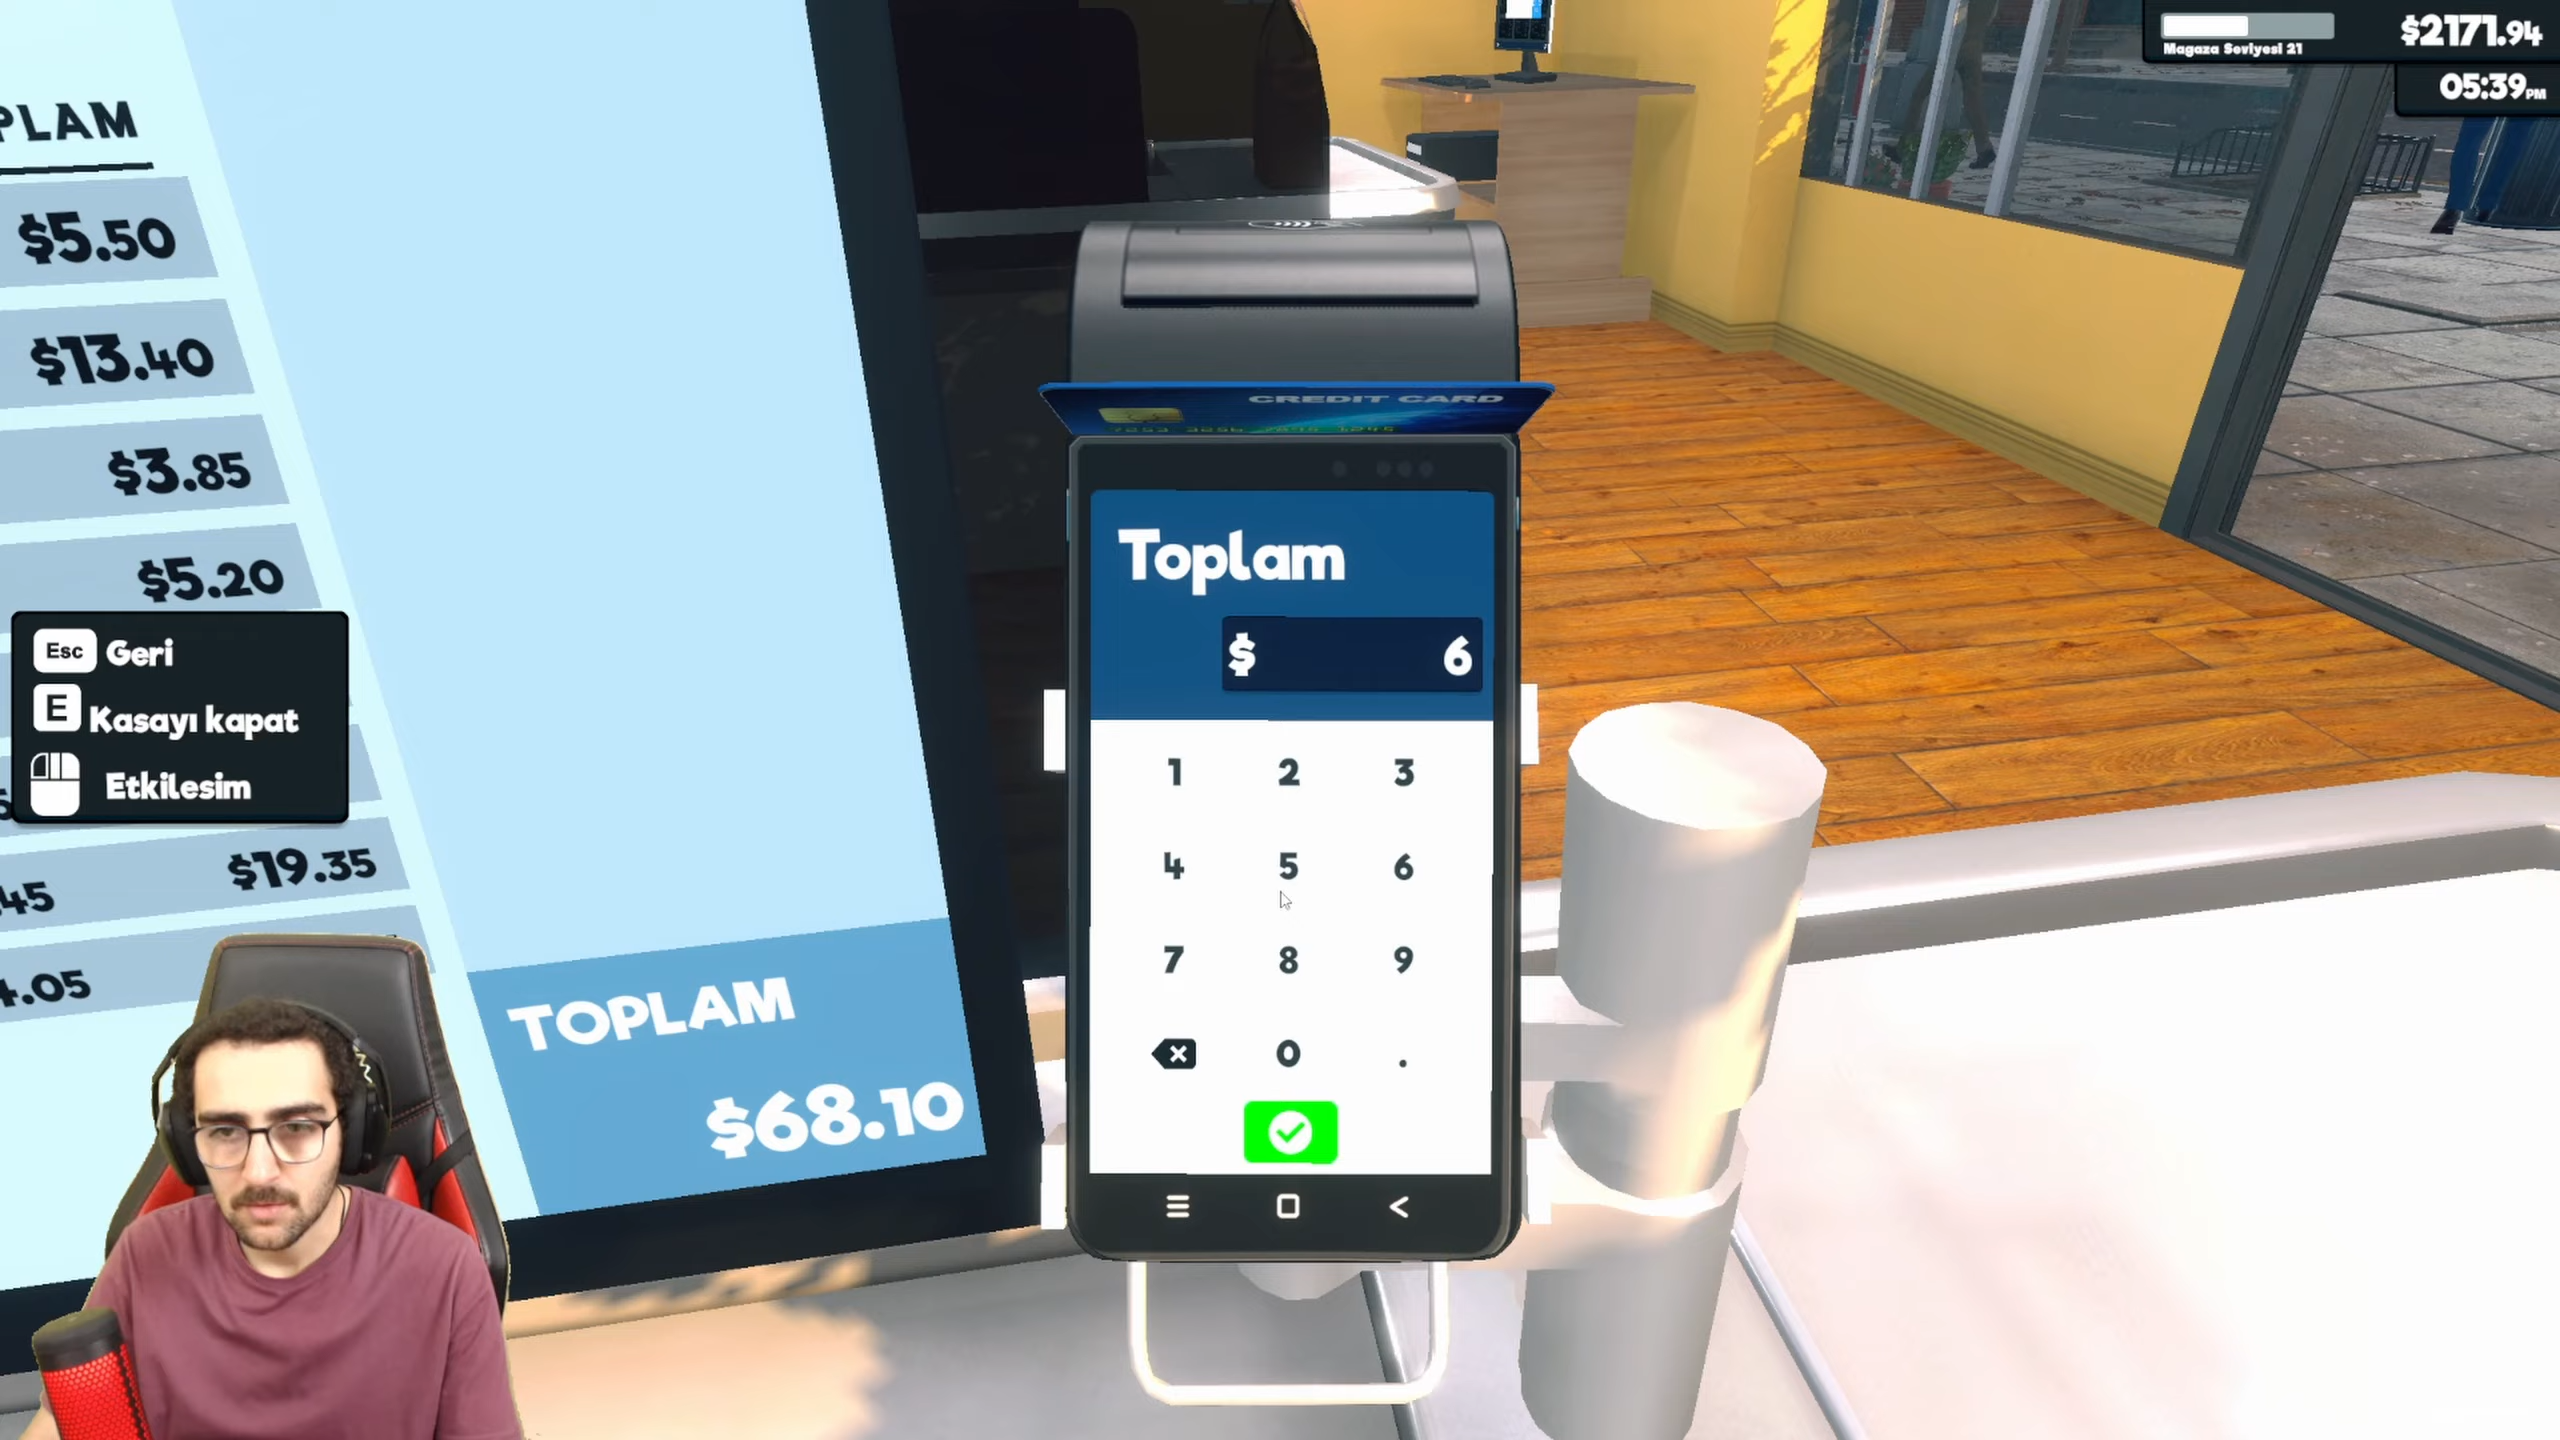 PLAM
$5.50
$13.40
$3.85
$5.20
Esc Geri
E Kasayı kapat
Etkilesim
$19.35
.45
4.05
TOPLAM
$68.10
CREDIT CARD
Toplam
$ 6
1 2 3
4 5 6
7 8 9
0 .
Magaza Seviyesi 21
$2171.94
05:39PM